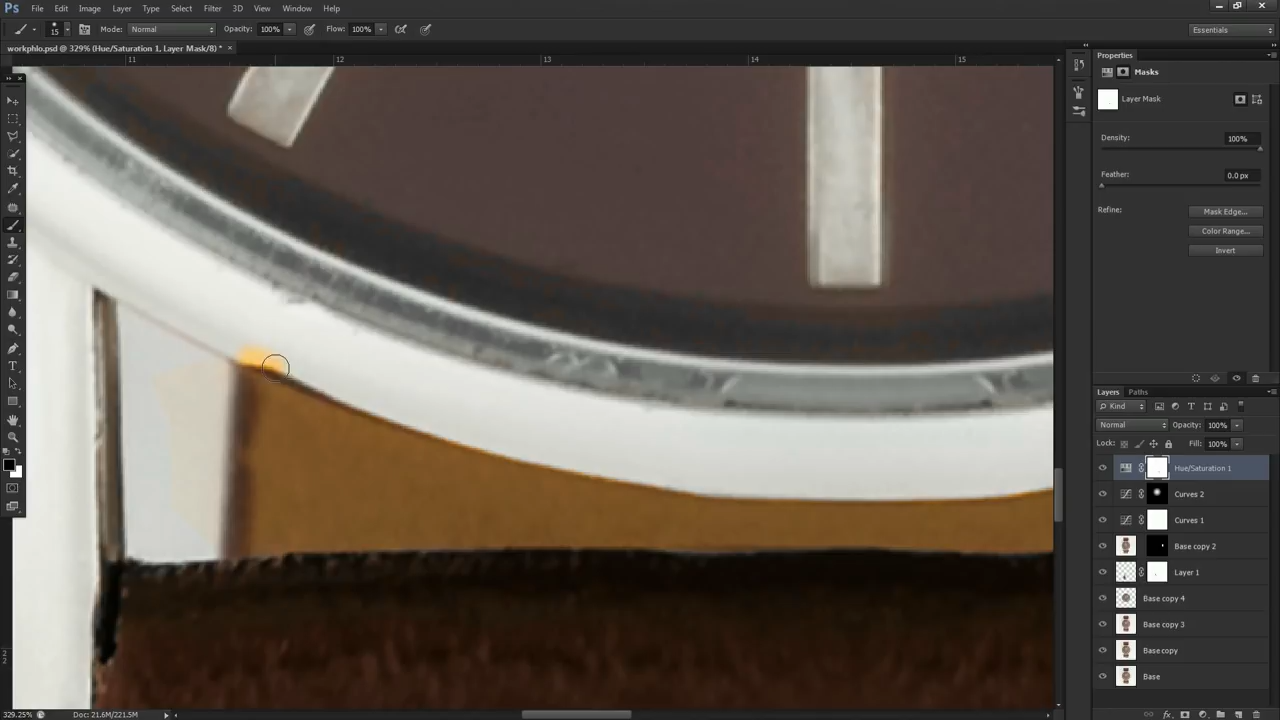 Ps File Edit Image Layer Type Select Filter 3D View Window Help
15 Mode: Normal Opacity: 100% Flow: 100% Essentials
workphlo.psd @ 329% (Hue/Saturation 1, Layer Mask/8) * ×
11 12 13 14 15
Properties
Masks
Layer Mask
Density: 100%
Feather: 0.0 px
Refine: Mask Edge...
Color Range...
Invert
Layers Paths
Kind
Normal Opacity: 100%
Lock: Fill: 100%
Hue/Saturation 1
Curves 2
Curves 1
Base copy 2
Layer 1
Base copy 4
Base copy 3
Base copy
Base
2
2
329.25% Doc: 21.6M/221.5M
fx